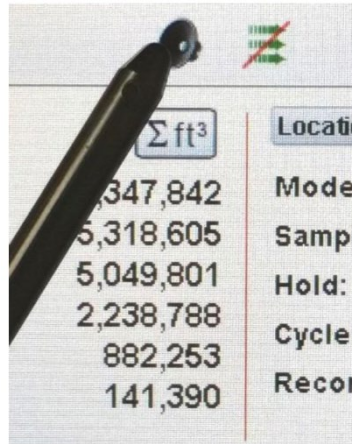 Σ ft³
Locati
,347,842
Mode
5,318,605
Samp
5,049,801
Hold:
2,238,788
Cycle
882,253
Recor
141,390